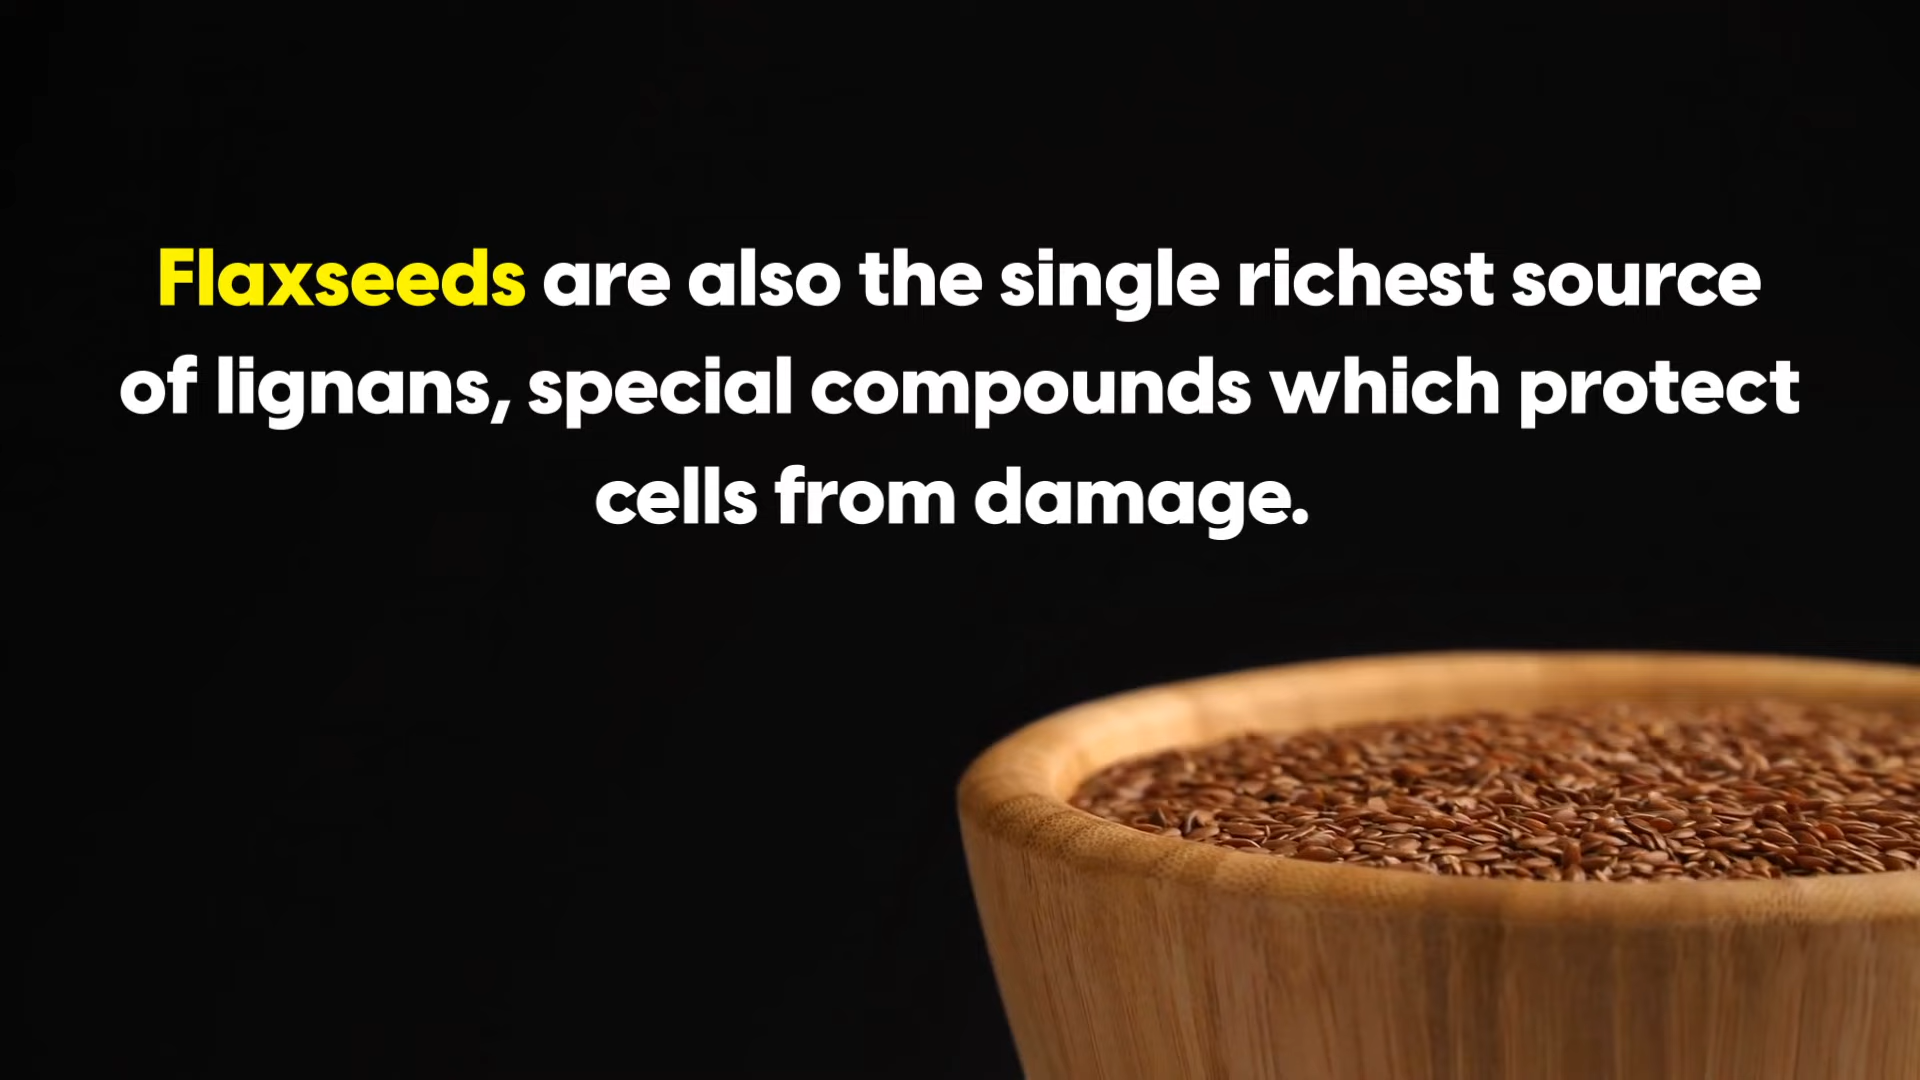 Flaxseeds are also the single richest source
of lignans, special compounds which protect
cells from damage.